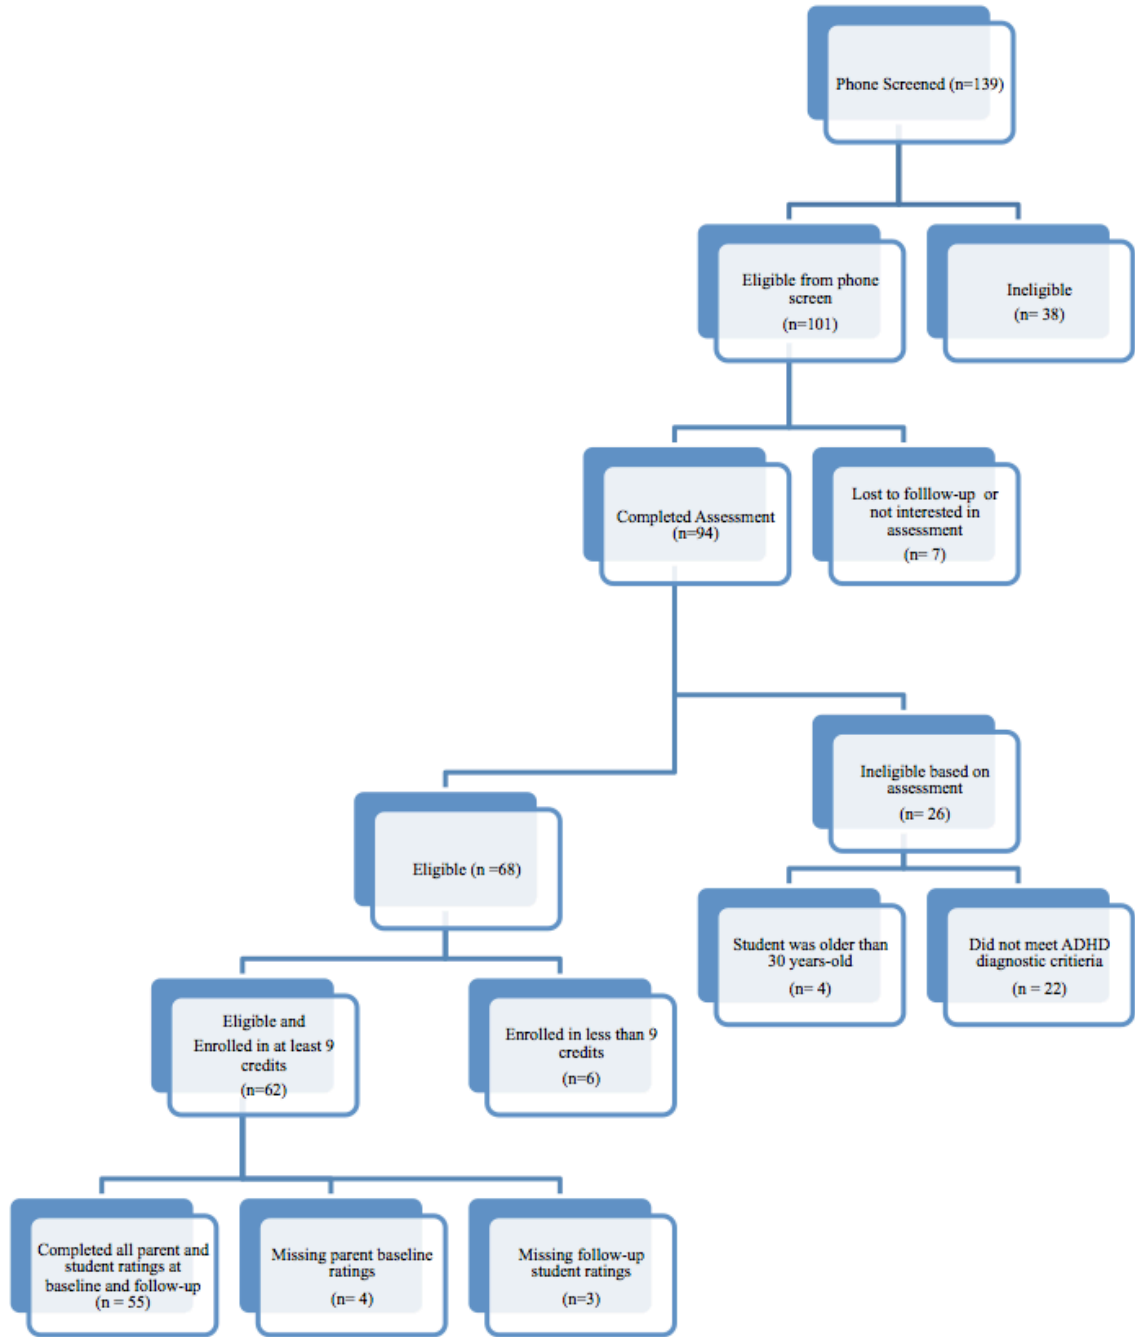 Phone Screened (n=139)
Eligible from phone
screen
(n=101)
Ineligible
(n= 38)
Completed Assessment
(n=94)
Lost to folllow-up or
not interested in
assessment
(n= 7)
Ineligible based on
assessment
(n= 26)
Eligible (n =68)
Student was older than
30 years-old
(n= 4)
Did not meet ADHD
diagnostic critieria
(n = 22)
Eligible and
Enrolled in at least 9
credits
(n=62)
Enrolled in less than 9
credits
(n=6)
Completed all parent and
student ratings at
baseline and follow-up
(n = 55)
Missing parent baseline
ratings
(n= 4)
Missing follow-up
student ratings
(n=3)